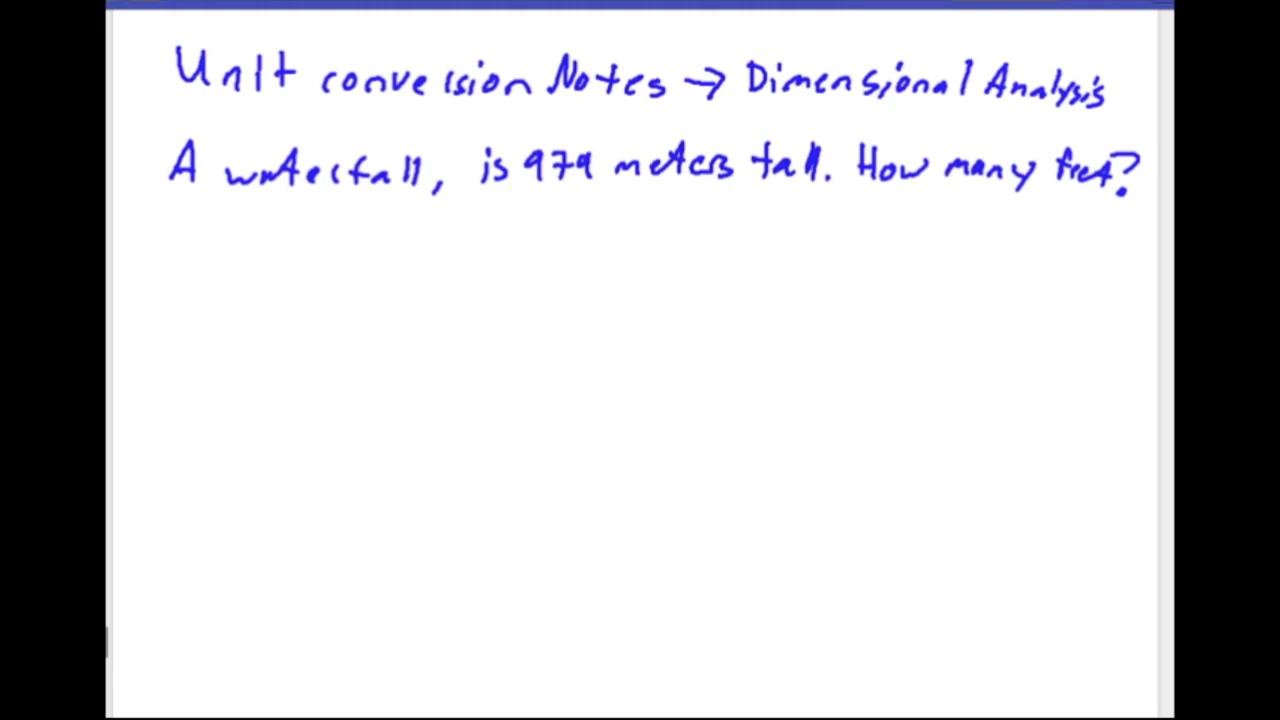 Unit conversion Notes → Dimensional Analysis
A waterfall, is 979 meters tall. How many feet?